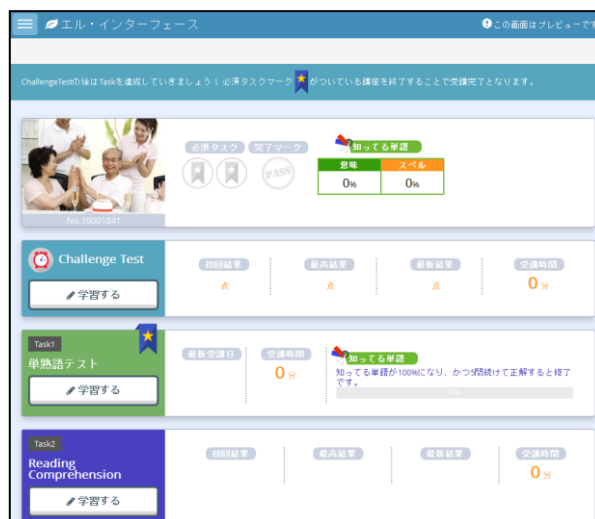 エル・インターフェース
この画面はプレビューです
ChallengeTestの後はTaskを達成していきましょう！必須タスクマーク がついている講座を終了することで受講完了となります。
必須タスク 完了マーク 知ってる単語
意味 スペル
PASS
0% 0%
No.10001841
Challenge Test
学習する
初回結果 最高結果 最新結果 受講時間
点 点 点 0分
Task1
単熟語テスト
学習する
最新受講日 受講時間
0分
知ってる単語
知ってる単語が100%になり、かつ5問続けて正解すると修了
です。
0%
Task2
Reading
Comprehension
学習する
初回結果 最高結果 最新結果 受講時間
0分